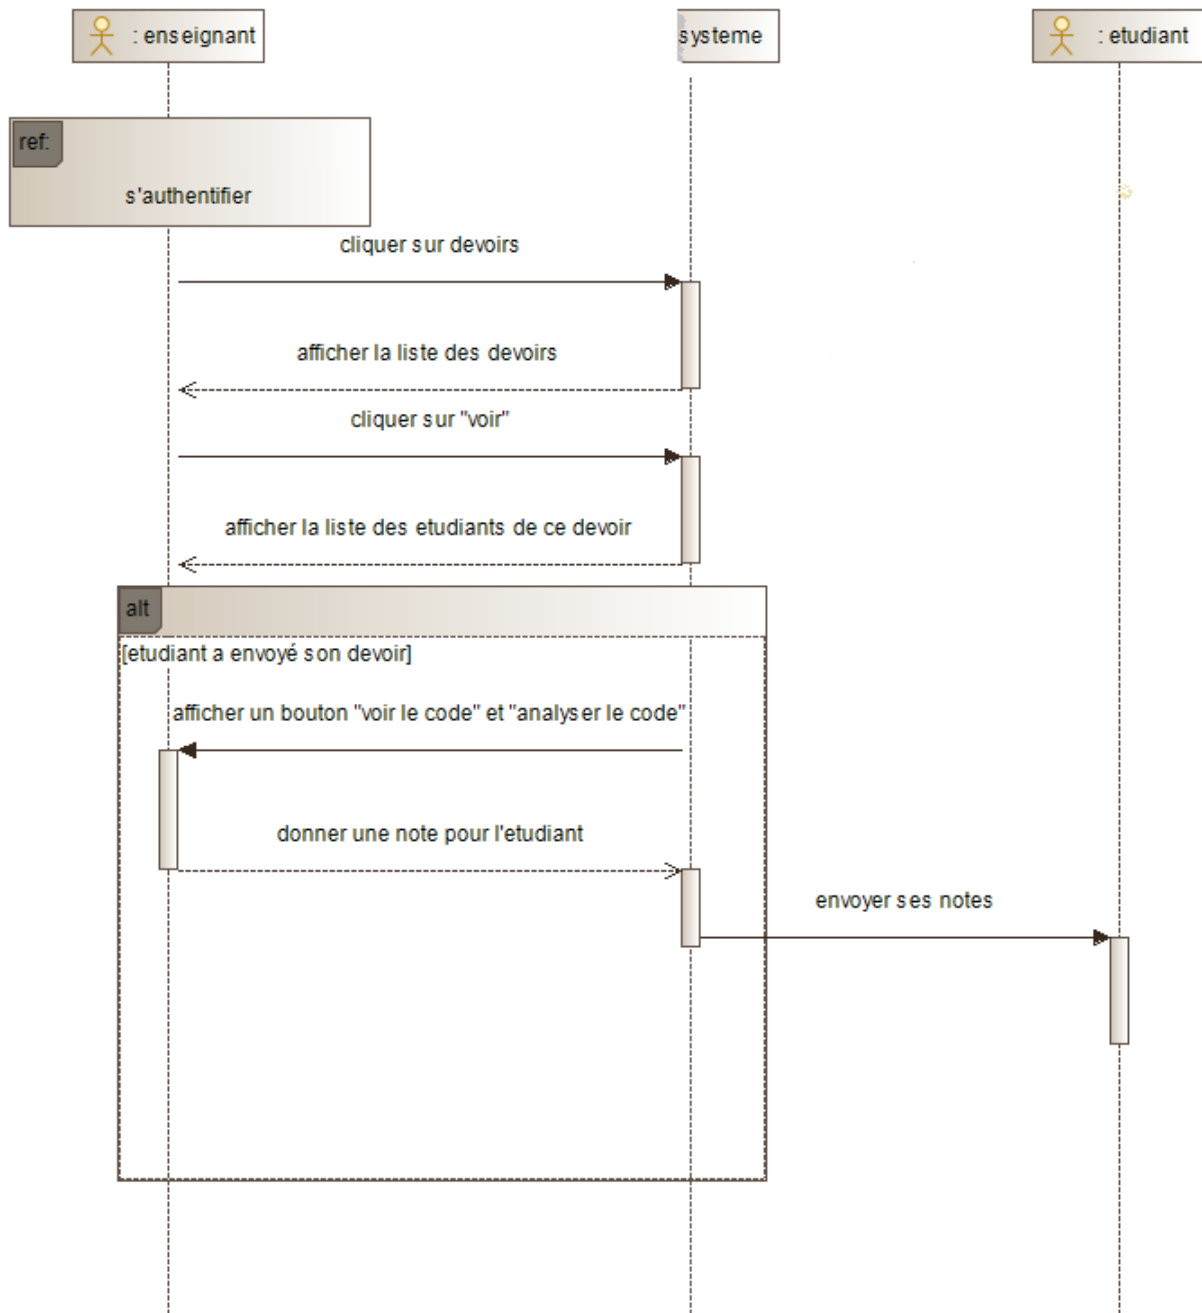 : enseignant
systeme
: etudiant
ref:
s'authentifier
cliquer sur devoirs
afficher la liste des devoirs
cliquer sur "voir"
afficher la liste des etudiants de ce devoir
alt
[etudiant a envoyé son devoir]
afficher un bouton "voir le code" et "analyser le code"
donner une note pour l'etudiant
envoyer ses notes